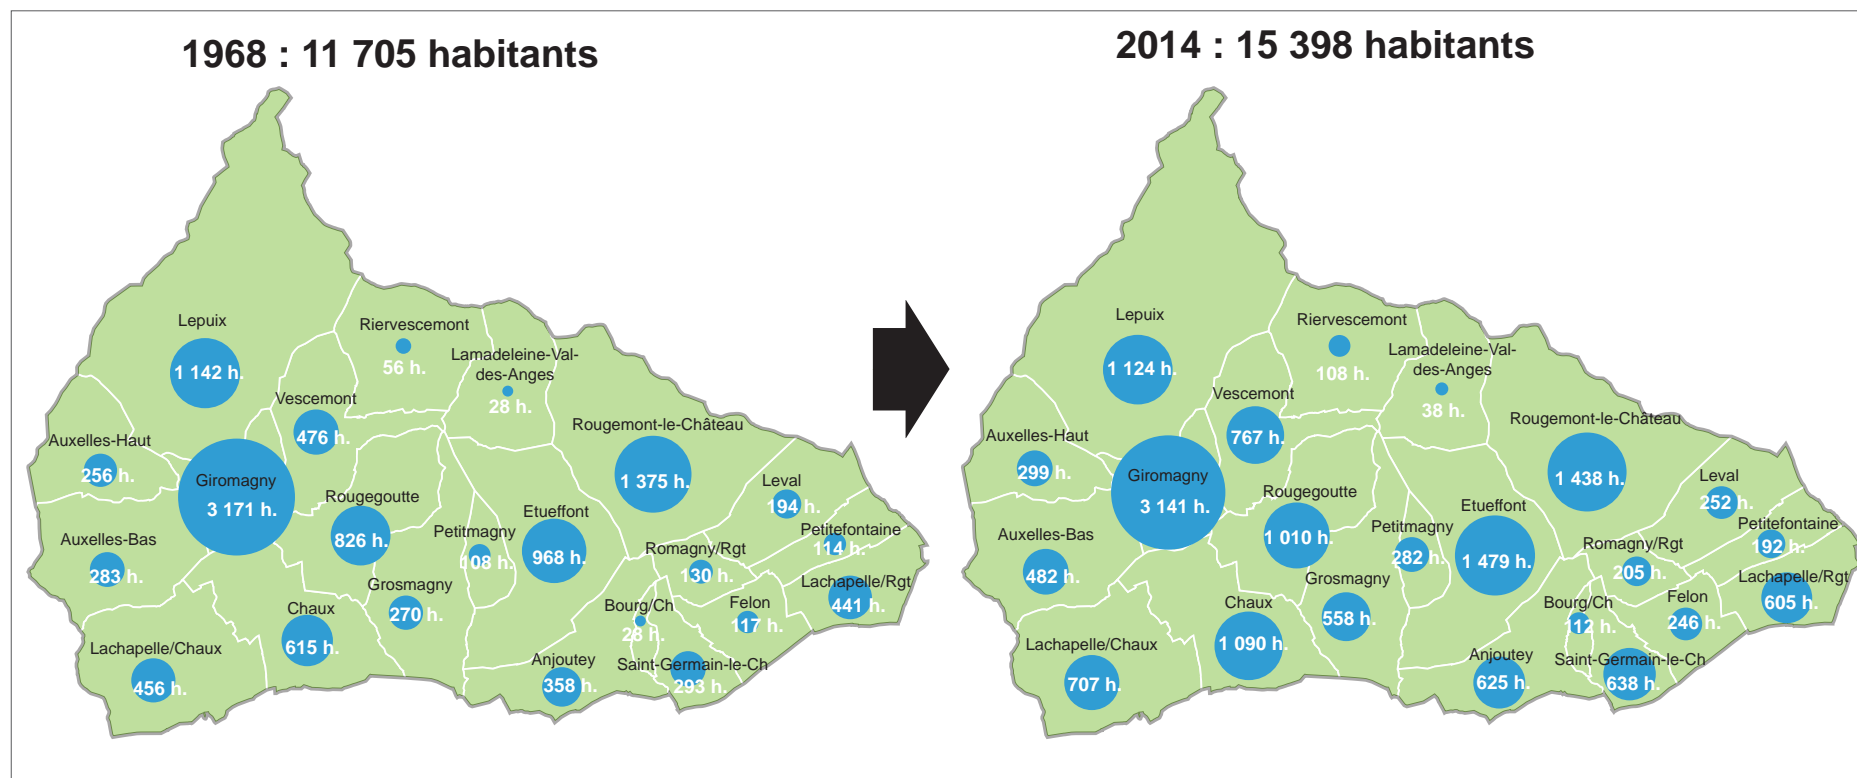 1968 : 11 705 habitants
Lepuix
1 142 h.
Riervescemont
56 h.
Lamadeleine-Val-
des-Anges
28 h.
Vescemont
476 h.
Auxelles-Haut
256 h.
Giromagny
3 171 h.
Rougemont-le-Château
1 375 h.
Rougegoutte
826 h.
Leval
194 h.
Petitefontaine
114 h.
Auxelles-Bas
283 h.
Petitmagny
108 h.
Etueffont
968 h.
Romagny/Rgt
130 h.
Lachapelle/Rgt
441 h.
Grosmagny
270 h.
Chaux
615 h.
Bourg/Ch
28 h.
Felon
117 h.
Lachapelle/Chaux
456 h.
Anjoutey
358 h.
Saint-Germain-le-Ch
293 h.
2014 : 15 398 habitants
Lepuix
1 124 h.
Riervescemont
108 h.
Lamadeleine-Val-
des-Anges
38 h.
Vescemont
767 h.
Auxelles-Haut
299 h.
Giromagny
3 141 h.
Rougemont-le-Château
1 438 h.
Rougegoutte
1 010 h.
Leval
252 h.
Petitefontaine
192 h.
Auxelles-Bas
482 h.
Petitmagny
282 h.
Etueffont
1 479 h.
Romagny/Rgt
205 h.
Lachapelle/Rgt
605 h.
Grosmagny
558 h.
Chaux
1 090 h.
Bourg/Ch
112 h.
Felon
246 h.
Lachapelle/Chaux
707 h.
Anjoutey
625 h.
Saint-Germain-le-Ch
638 h.